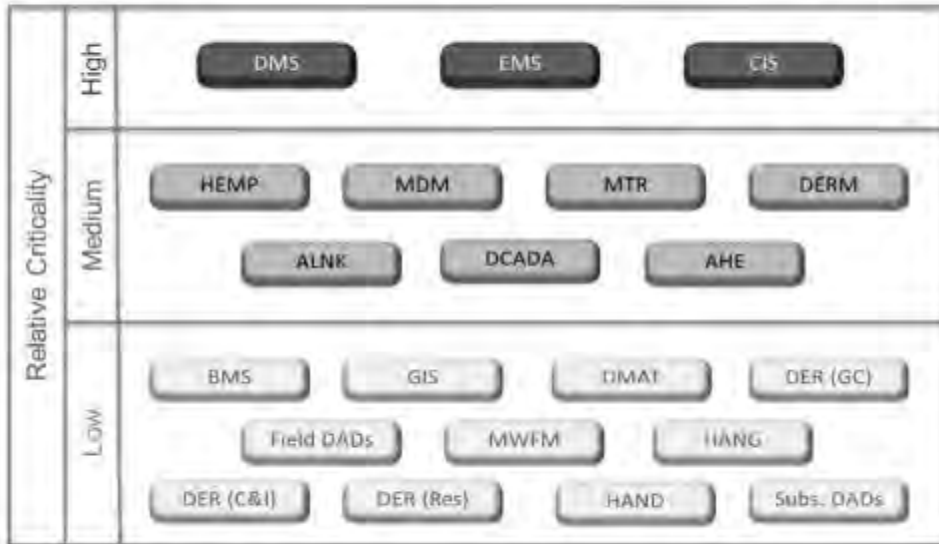 Relative Criticality
High
DMS EMS CIS
Medium
HEMP MDM MTR DERM
ALNK DCADA AHE
Low
BMS GIS DMAT DER (GC)
Field DADs MWFM HANG
DER (C&I) DER (Res) HAND Subs. DADs